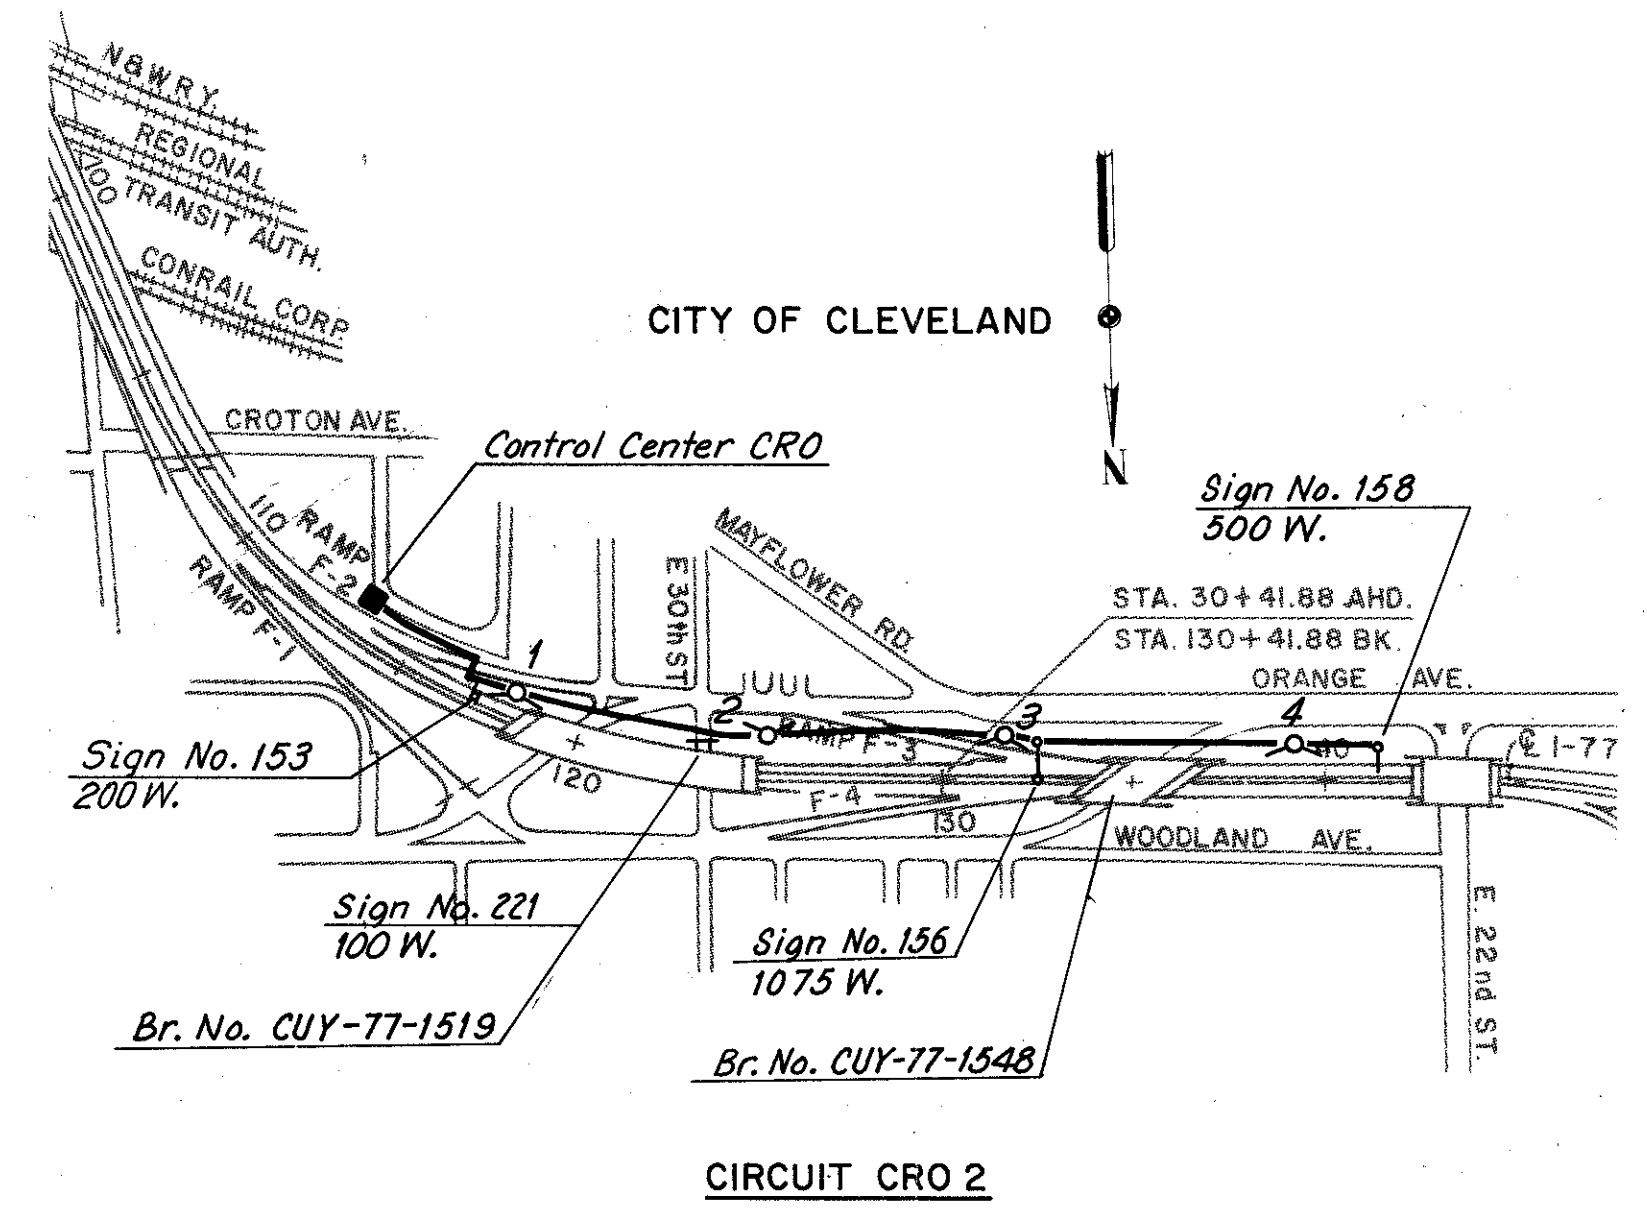 N&W.RY.
REGIONAL
TRANSIT AUTH.
100
CONRAIL CORP.
CITY OF CLEVELAND
N
CROTON AVE.
Control Center CRO
Sign No. 158
500 W.
110
RAMP
F-2
RAMP F-1
MAYFLOWER RD.
E 30th ST
STA. 30+41.88 AHD.
STA. 130+41.88 BK.
ORANGE AVE.
1
2
3
4
RAMP F-3
40
℄ I-77
Sign No. 153
200 W.
120
F-4
130
WOODLAND AVE.
Sign No. 221
100 W.
Sign No. 156
1075 W.
E. 22nd ST.
Br. No. CUY-77-1519
Br. No. CUY-77-1548
CIRCUIT CRO 2